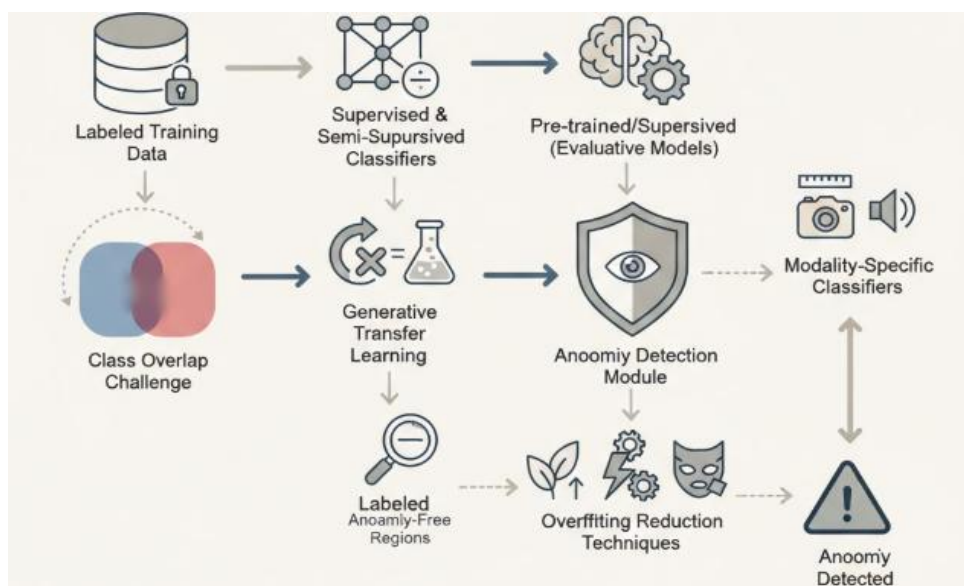 Labeled Training
Data
Supervised &
Semi-Supursived
Classifiers
Pre-trained/Supersived
(Evaluative Models)
Class Overlap
Challenge
Generative
Transfer
Learning
Anoomiy Detection
Module
Modality-Specific
Classifiers
Labeled
Anoamly-Free
Regions
Overffiting Reduction
Techniques
Anoomiy
Detected